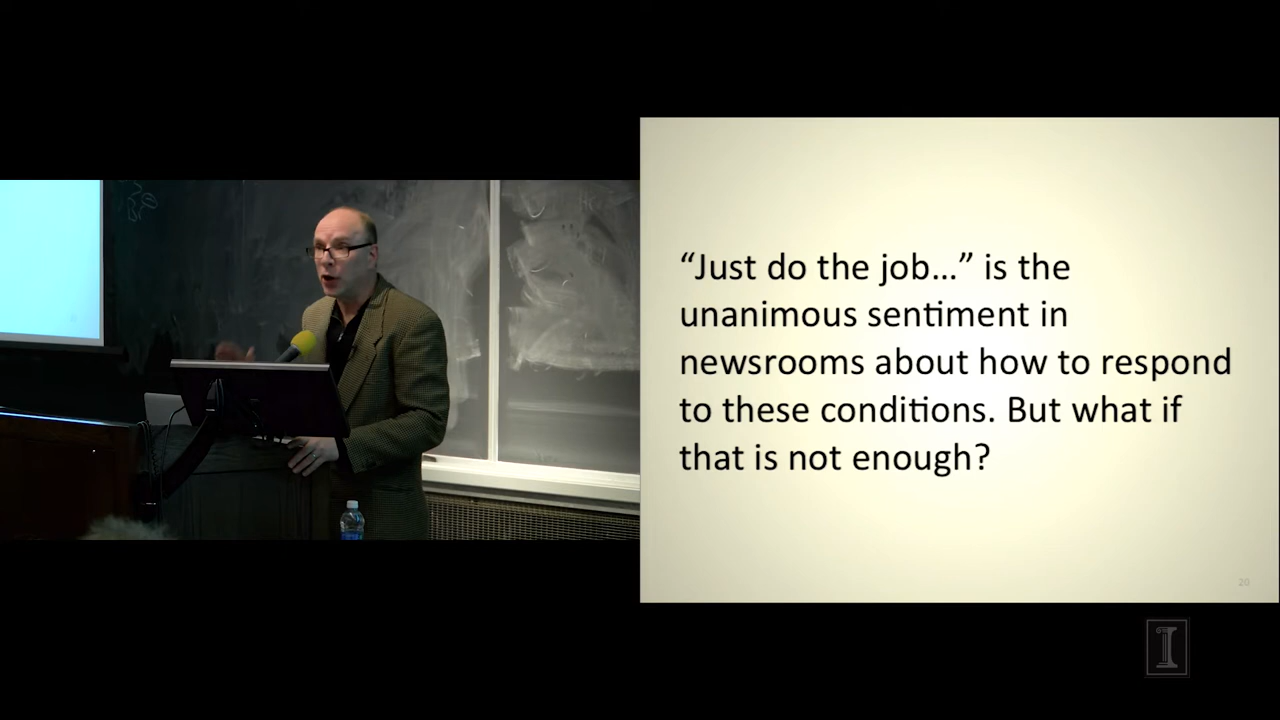 “Just do the job...” is the
unanimous sentiment in
newsrooms about how to respond
to these conditions. But what if
that is not enough?
20
I